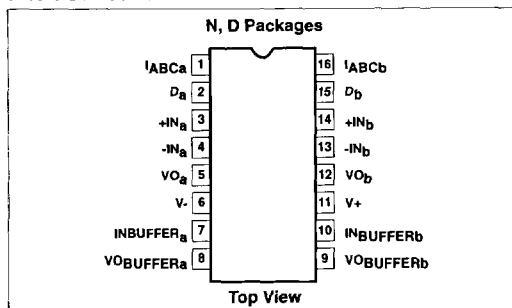 N, D Packages
IABCa 1 16 IABCb
Da 2 15 Db
+INa 3 14 +INb
-INa 4 13 -INb
VOa 5 12 VOb
V- 6 11 V+
INBUFFERa 7 10 INBUFFERb
VOBUFFERa 8 9 VOBUFFERb
Top View